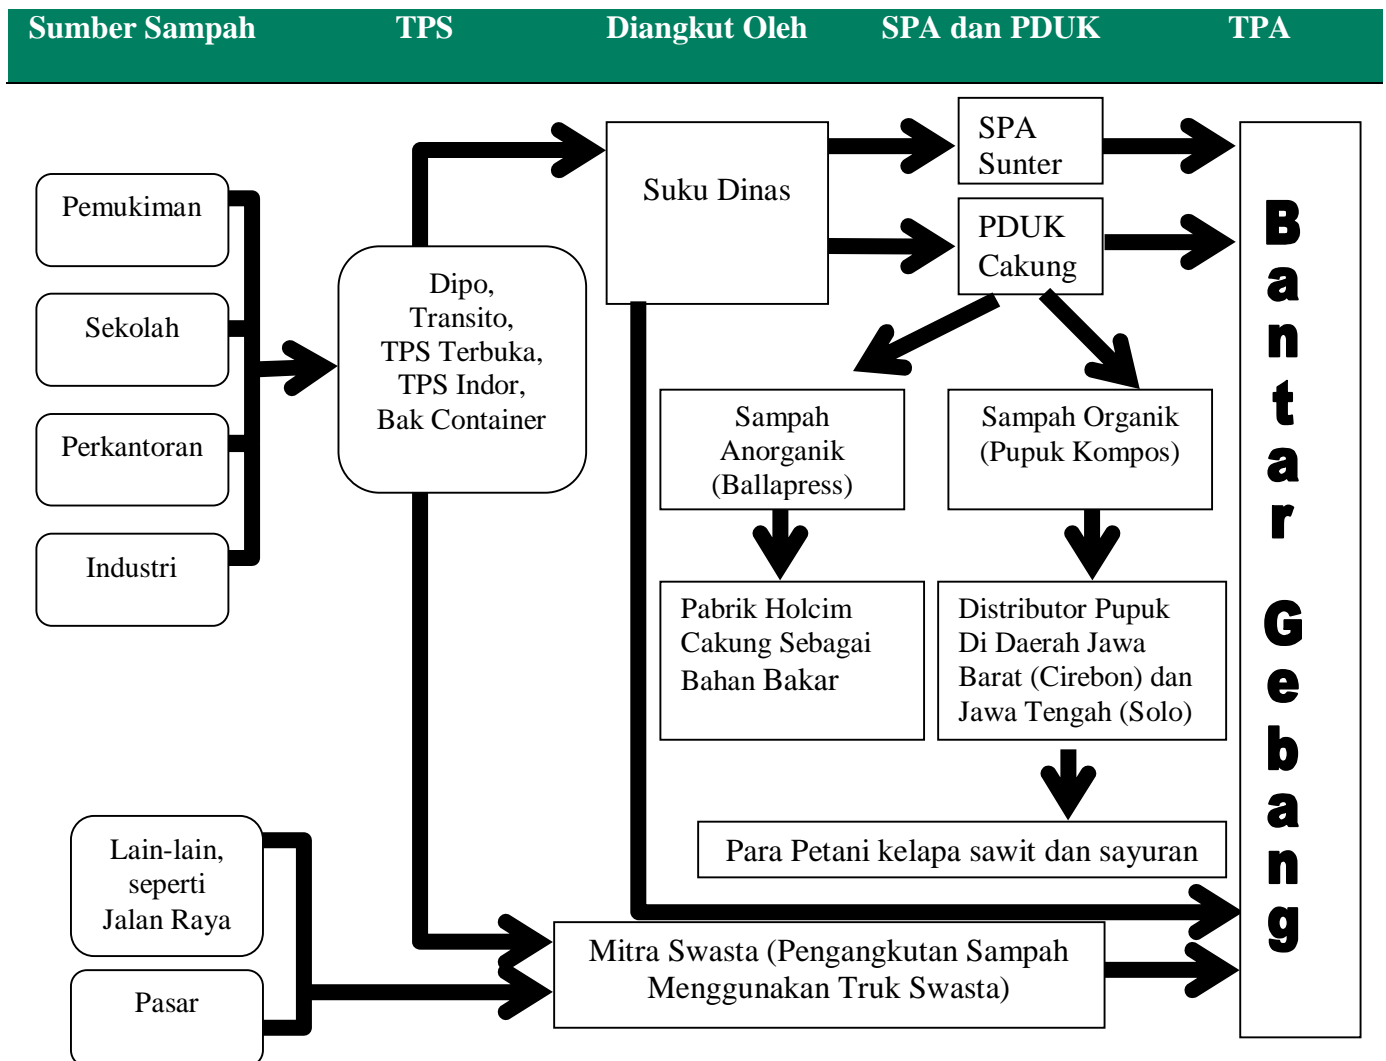 Sumber Sampah
TPS
Diangkut Oleh
SPA dan PDUK
TPA
Pemukiman
Sekolah
Perkantoran
Industri
Lain-lain,
seperti
Jalan Raya
Pasar
Dipo,
Transito,
TPS Terbuka,
TPS Indor,
Bak Container
Suku Dinas
SPA
Sunter
PDUK
Cakung
Sampah
Anorganik
(Ballapress)
Sampah Organik
(Pupuk Kompos)
Pabrik Holcim
Cakung Sebagai
Bahan Bakar
Distributor Pupuk
Di Daerah Jawa
Barat (Cirebon) dan
Jawa Tengah (Solo)
Para Petani kelapa sawit dan sayuran
Mitra Swasta (Pengangkutan Sampah
Menggunakan Truk Swasta)
Bantar Gebang